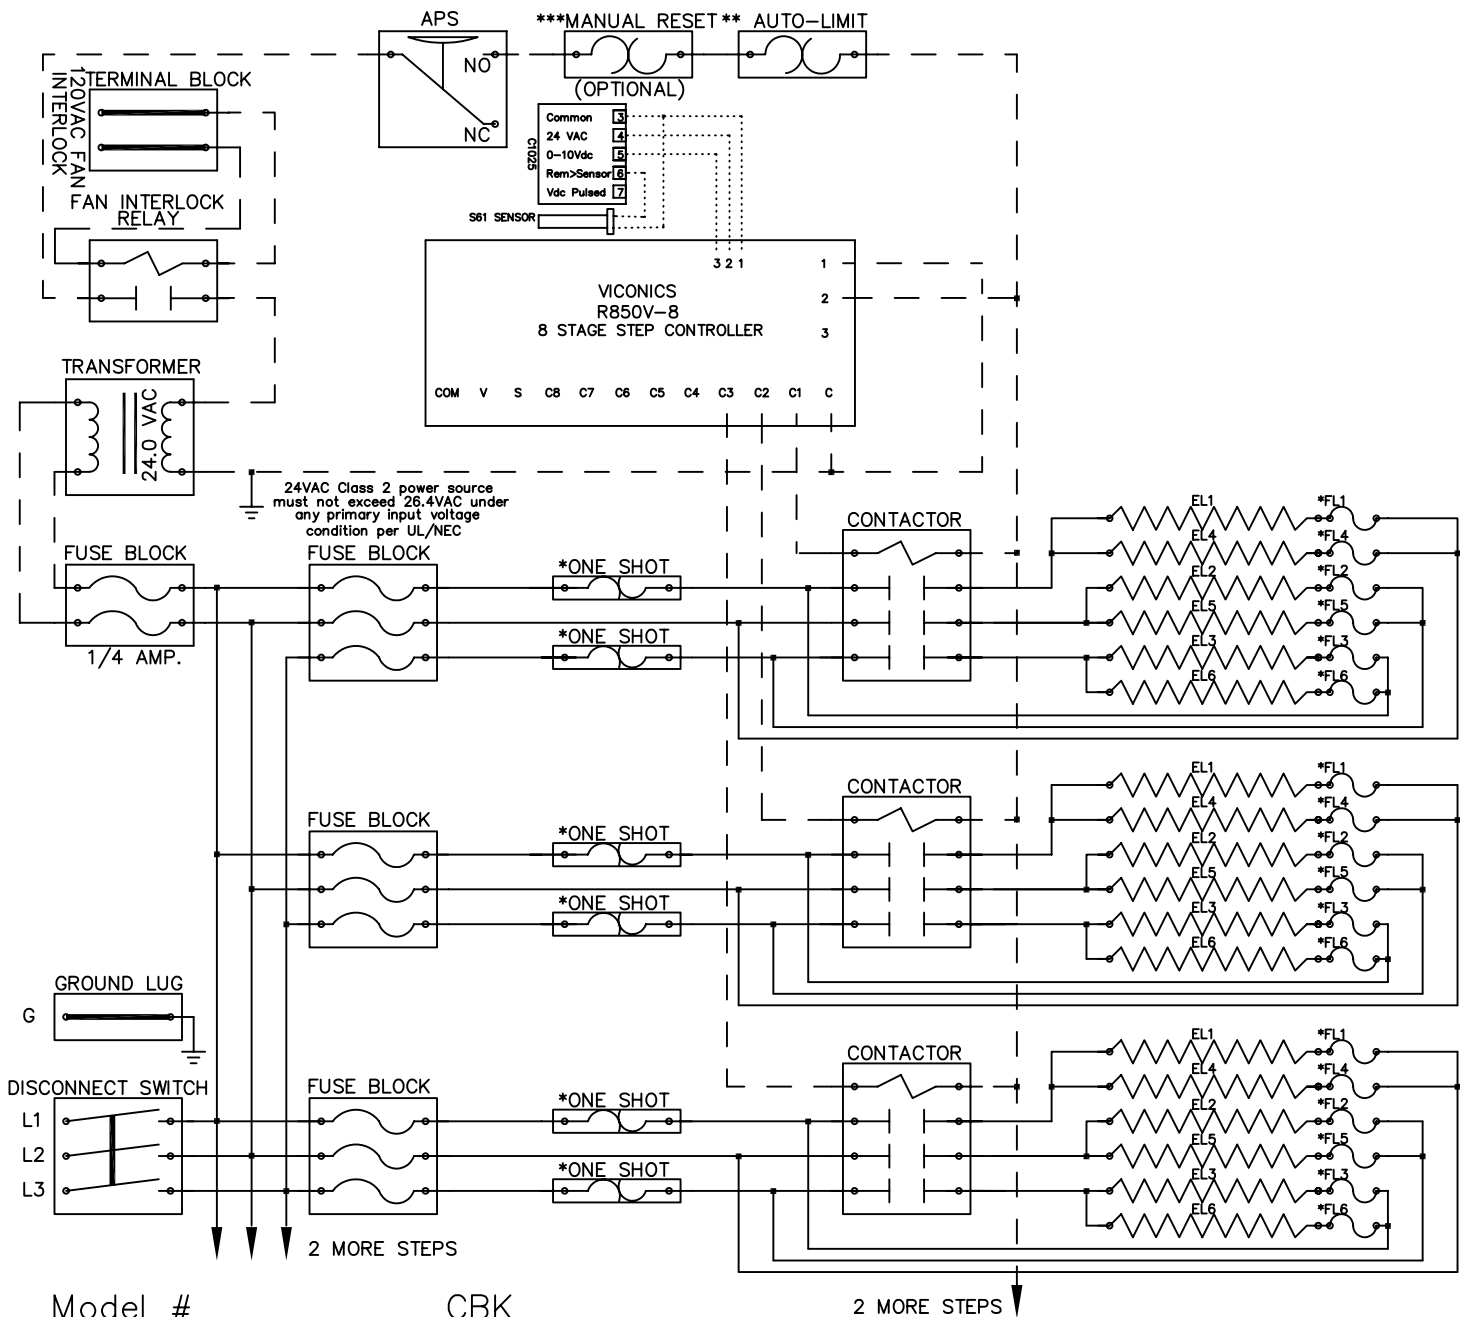 APS
***MANUAL RESET
** AUTO-LIMIT
NO
NC
(OPTIONAL)
TERMINAL BLOCK
120VAC FAN
INTERLOCK
Common 3
24 VAC 4
0-10Vdc 5
Rem>Sensor 6
Vdc Pulsed 7
C1025
S61 SENSOR
FAN INTERLOCK
RELAY
3 2 1
1
2
3
VICONICS
R850V-8
8 STAGE STEP CONTROLLER
COM V S C8 C7 C6 C5 C4 C3 C2 C1 C
TRANSFORMER
24.0 VAC
24VAC Class 2 power source
must not exceed 26.4VAC under
any primary input voltage
condition per UL/NEC
FUSE BLOCK
1/4 AMP.
FUSE BLOCK
*ONE SHOT
*ONE SHOT
CONTACTOR
EL1 *FL1
EL4 *FL4
EL2 *FL2
EL5 *FL5
EL3 *FL3
EL6 *FL6
FUSE BLOCK
*ONE SHOT
*ONE SHOT
CONTACTOR
EL1 *FL1
EL4 *FL4
EL2 *FL2
EL5 *FL5
EL3 *FL3
EL6 *FL6
GROUND LUG
G
DISCONNECT SWITCH
L1
L2
L3
FUSE BLOCK
*ONE SHOT
*ONE SHOT
CONTACTOR
EL1 *FL1
EL4 *FL4
EL2 *FL2
EL5 *FL5
EL3 *FL3
EL6 *FL6
2 MORE STEPS
2 MORE STEPS
Model # CBK